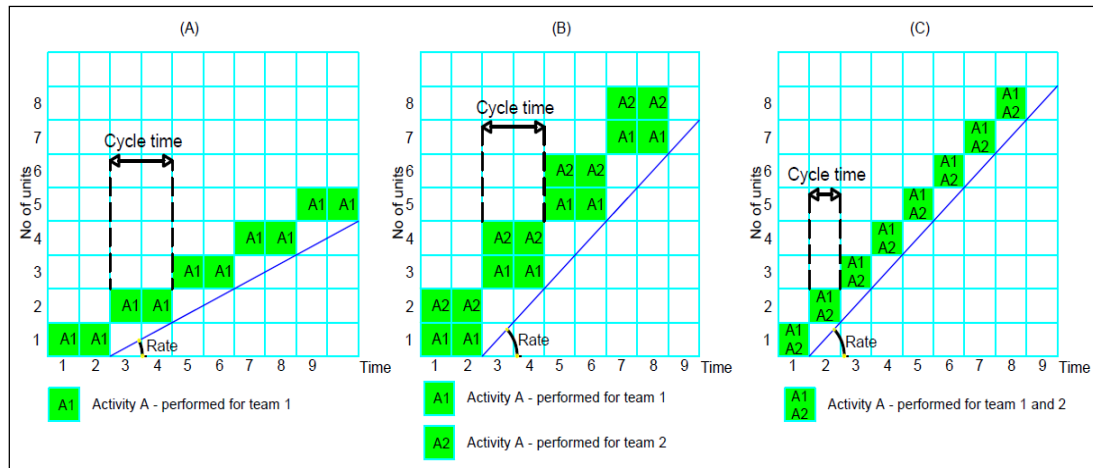 (A)
No of units
8
7
6
5
4
3
2
1
Cycle time
A1 A1
A1 A1
A1 A1
A1 A1
A1 A1
Rate
1 2 3 4 5 6 7 8 9 Time
A1 Activity A - performed for team 1
(B)
No of units
8
7
6
5
4
3
2
1
Cycle time
A2 A2
A1 A1
A2 A2
A1 A1
A2 A2
A1 A1
A2 A2
A1 A1
Rate
1 2 3 4 5 6 7 8 9 Time
A1 Activity A - performed for team 1
A2 Activity A - performed for team 2
(C)
No of units
8
7
6
5
4
3
2
1
Cycle time
A1
A2
A1
A2
A1
A2
A1
A2
A1
A2
A1
A2
A1
A2
A1
A2
Rate
1 2 3 4 5 6 7 8 9 Time
A1
A2
Activity A - performed for team 1 and 2